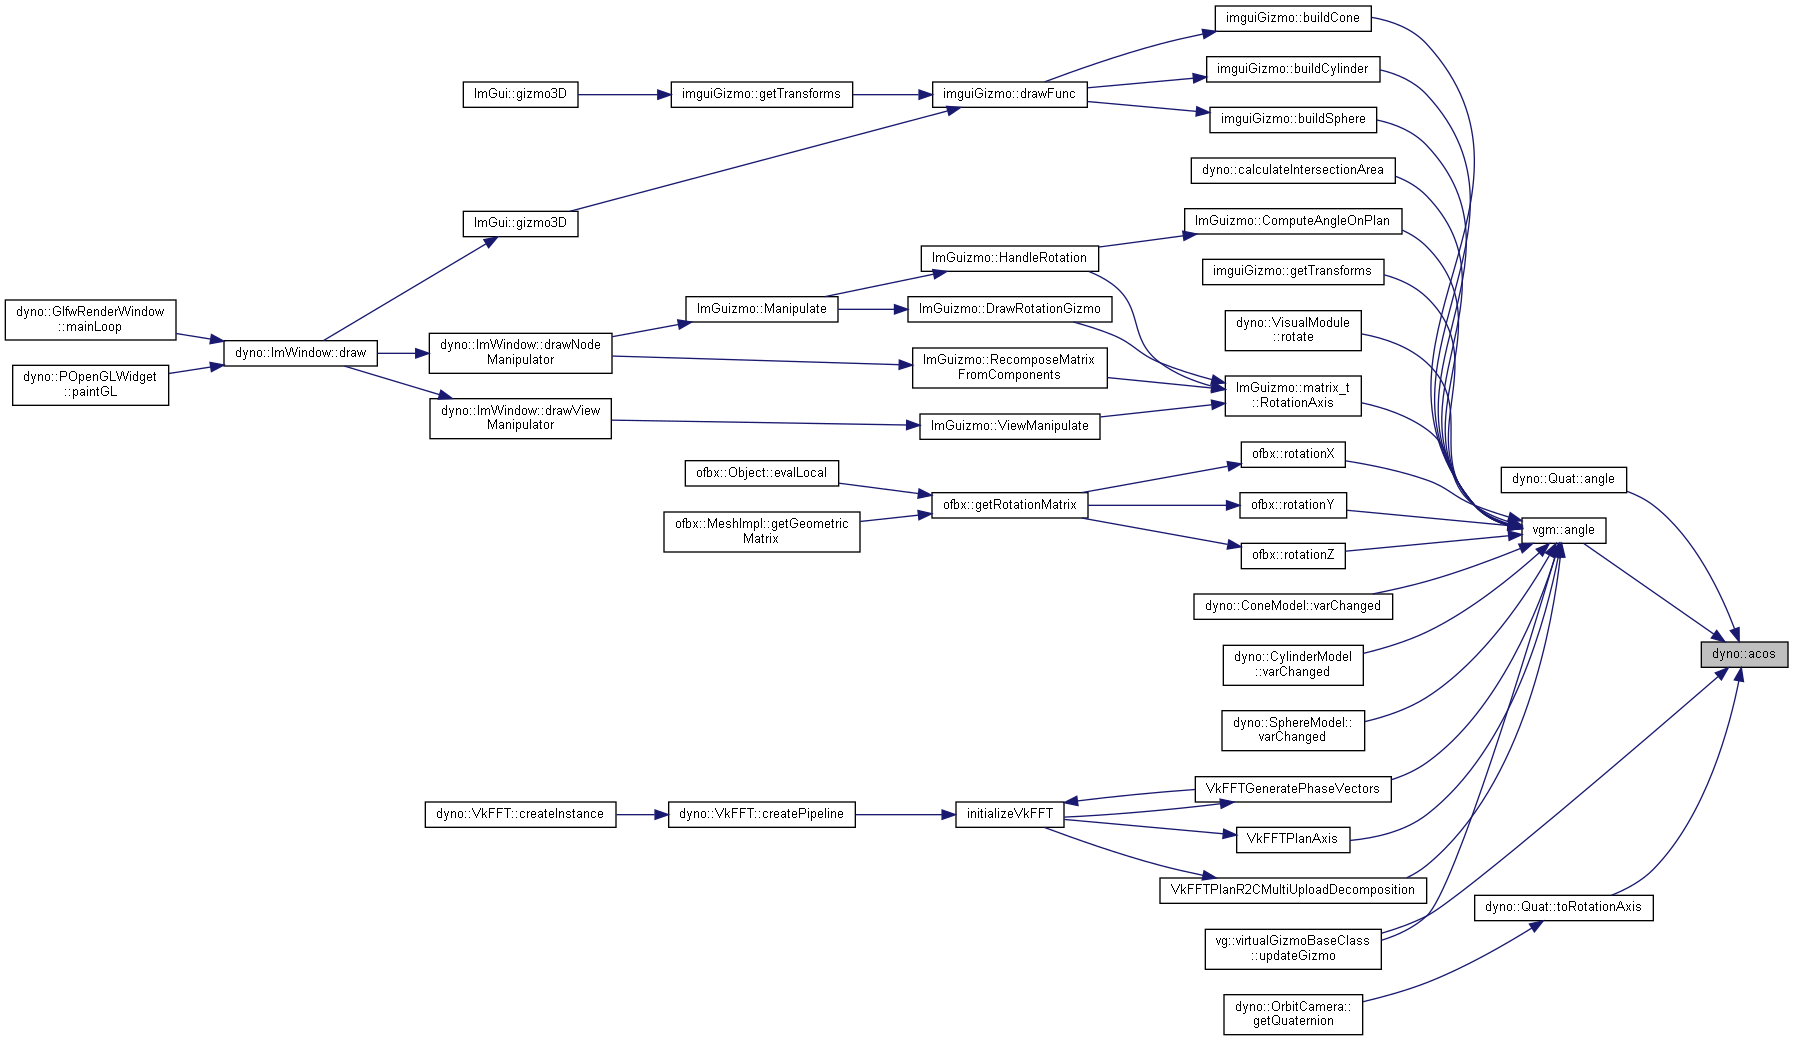 imguiGizmo::buildCone
imguiGizmo::buildCylinder
ImGui::gizmo3D
imguiGizmo::getTransforms
imguiGizmo::drawFunc
imguiGizmo::buildSphere
dyno::calculateIntersectionArea
ImGui::gizmo3D
ImGuizmo::ComputeAngleOnPlan
ImGuizmo::HandleRotation
imguiGizmo::getTransforms
dyno::GlfwRenderWindow
::mainLoop
ImGuizmo::Manipulate
ImGuizmo::DrawRotationGizmo
dyno::VisualModule
::rotate
dyno::ImWindow::draw
dyno::ImWindow::drawNode
Manipulator
ImGuizmo::RecomposeMatrix
FromComponents
dyno::POpenGLWidget
::paintGL
ImGuizmo::matrix_t
::RotationAxis
dyno::ImWindow::drawView
Manipulator
ImGuizmo::ViewManipulate
ofbx::rotationX
ofbx::Object::evalLocal
dyno::Quat::angle
ofbx::getRotationMatrix
ofbx::rotationY
ofbx::MeshImpl::getGeometric
Matrix
vgm::angle
ofbx::rotationZ
dyno::ConeModel::varChanged
dyno::acos
dyno::CylinderModel
::varChanged
dyno::SphereModel::
varChanged
VkFFTGeneratePhaseVectors
dyno::VkFFT::createInstance
dyno::VkFFT::createPipeline
initializeVkFFT
VkFFTPlanAxis
VkFFTPlanR2CMultiUploadDecomposition
dyno::Quat::toRotationAxis
vg::virtualGizmoBaseClass
::updateGizmo
dyno::OrbitCamera::
getQuaternion